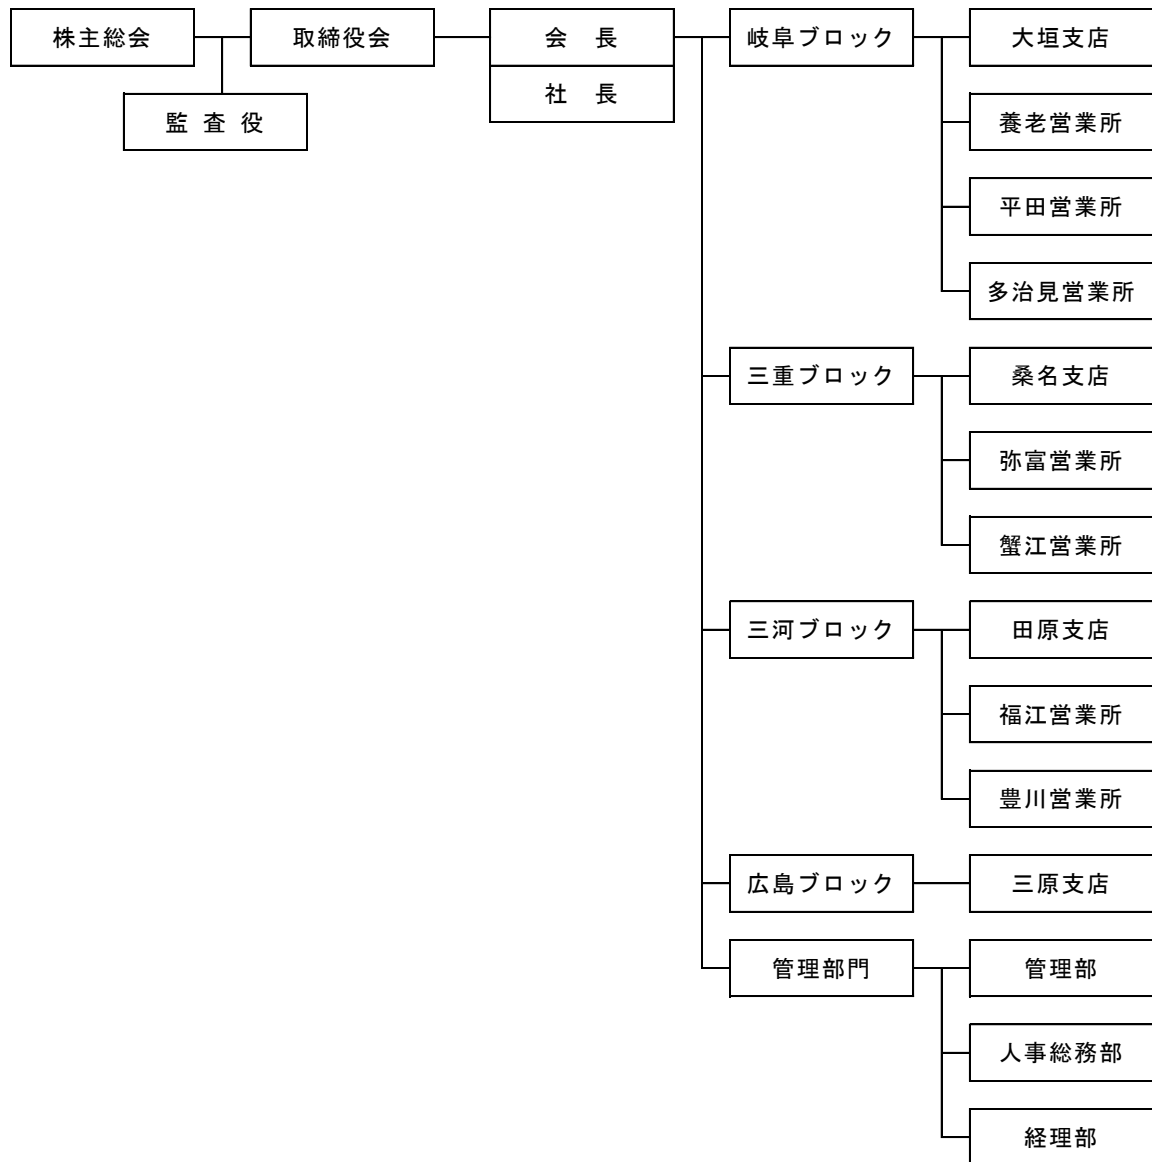 株主総会
取締役会
会　長
社　長
監 査 役
岐阜ブロック
大垣支店
養老営業所
平田営業所
多治見営業所
三重ブロック
桑名支店
弥富営業所
蟹江営業所
三河ブロック
田原支店
福江営業所
豊川営業所
広島ブロック
三原支店
管理部門
管理部
人事総務部
経理部